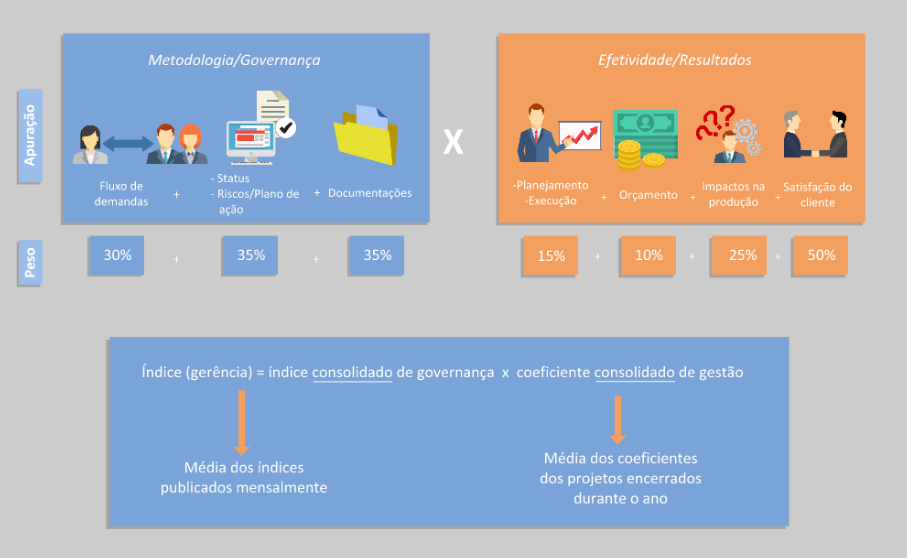 Metodologia/Governança
Apuração
Fluxo de
demandas
+
- Status
- Riscos/Plano de
ação
+
Documentações
X
Efetividade/Resultados
???
-Planejamento
-Execução
+
Orçamento
+
Impactos na
produção
+
Satisfação do
cliente
Peso
30%
+
35%
+
35%
15%
+
10%
+
25%
+
50%
Índice (gerência) = índice consolidado de governança x coeficiente consolidado de gestão
Média dos índices
publicados mensalmente
Média dos coeficientes
dos projetos encerrados
durante o ano